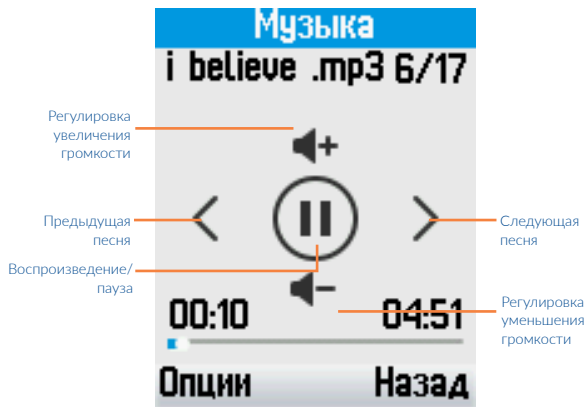 Музыка
i believe .mp3 6/17
Регулировка
увеличения
громкости
Предыдущая
песня
Следующая
песня
Воспроизведение/
пауза
Регулировка
уменьшения
громкости
00:10 04:51
Опции Назад